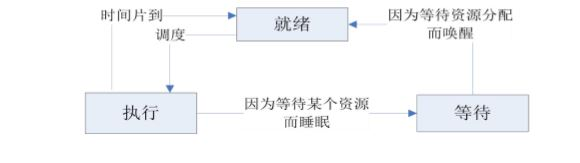 时间片到
就绪
因为等待资源分配
而唤醒
调度
执行
因为等待某个资源
而睡眠
等待